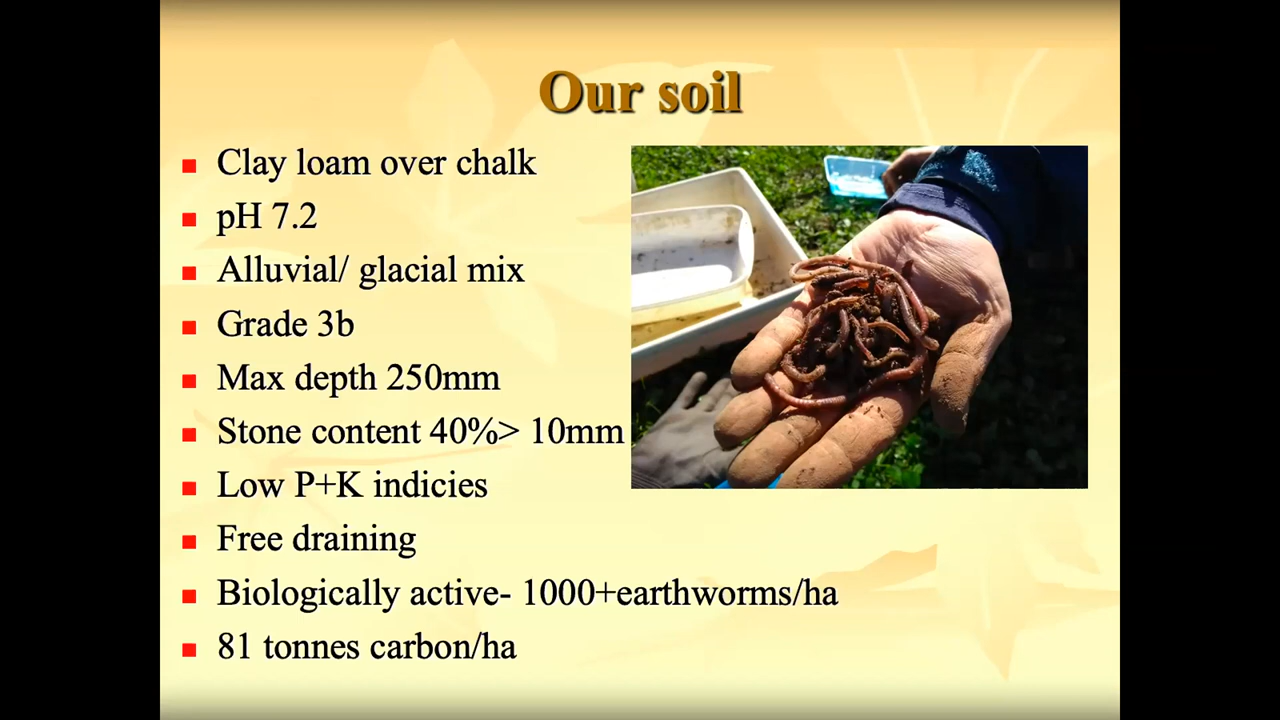 Our soil
Clay loam over chalk
pH 7.2
Alluvial/ glacial mix
Grade 3b
Max depth 250mm
Stone content 40%> 10mm
Low P+K indicies
Free draining
Biologically active- 1000+earthworms/ha
81 tonnes carbon/ha